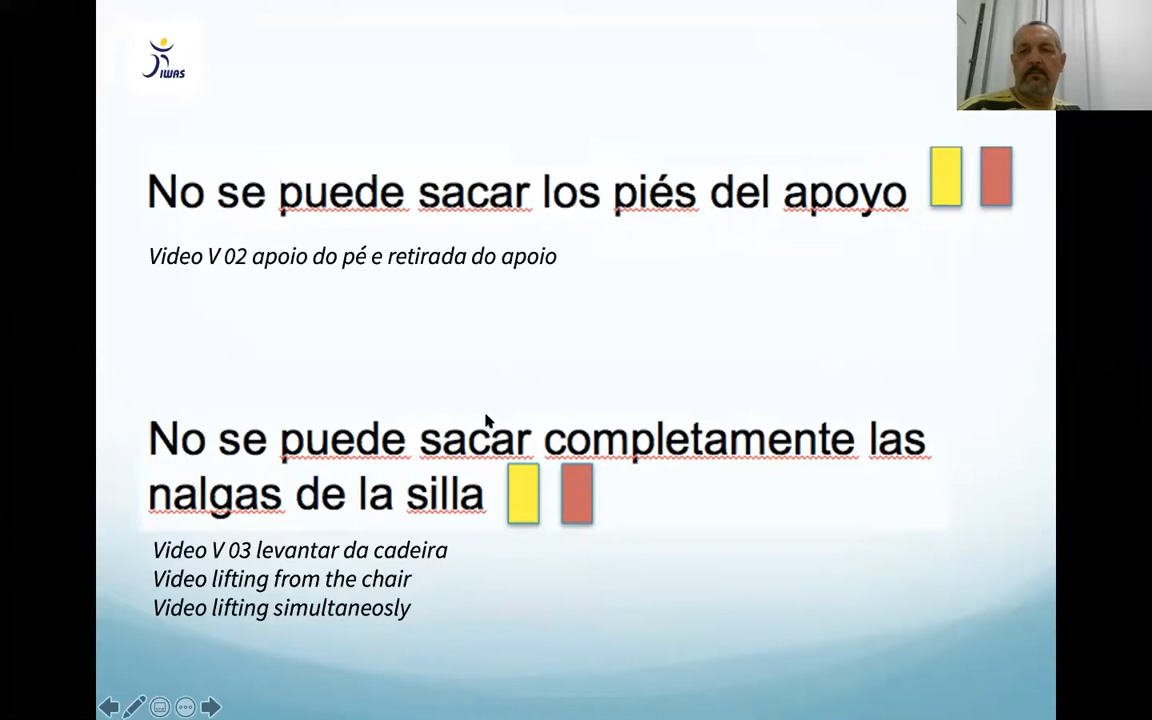 IWAS
No se puede sacar los piés del apoyo
Video V 02 apoio do pé e retirada do apoio
No se puede sacar completamente las
nalgas de la silla
Video V 03 levantar da cadeira
Video lifting from the chair
Video lifting simultaneosly